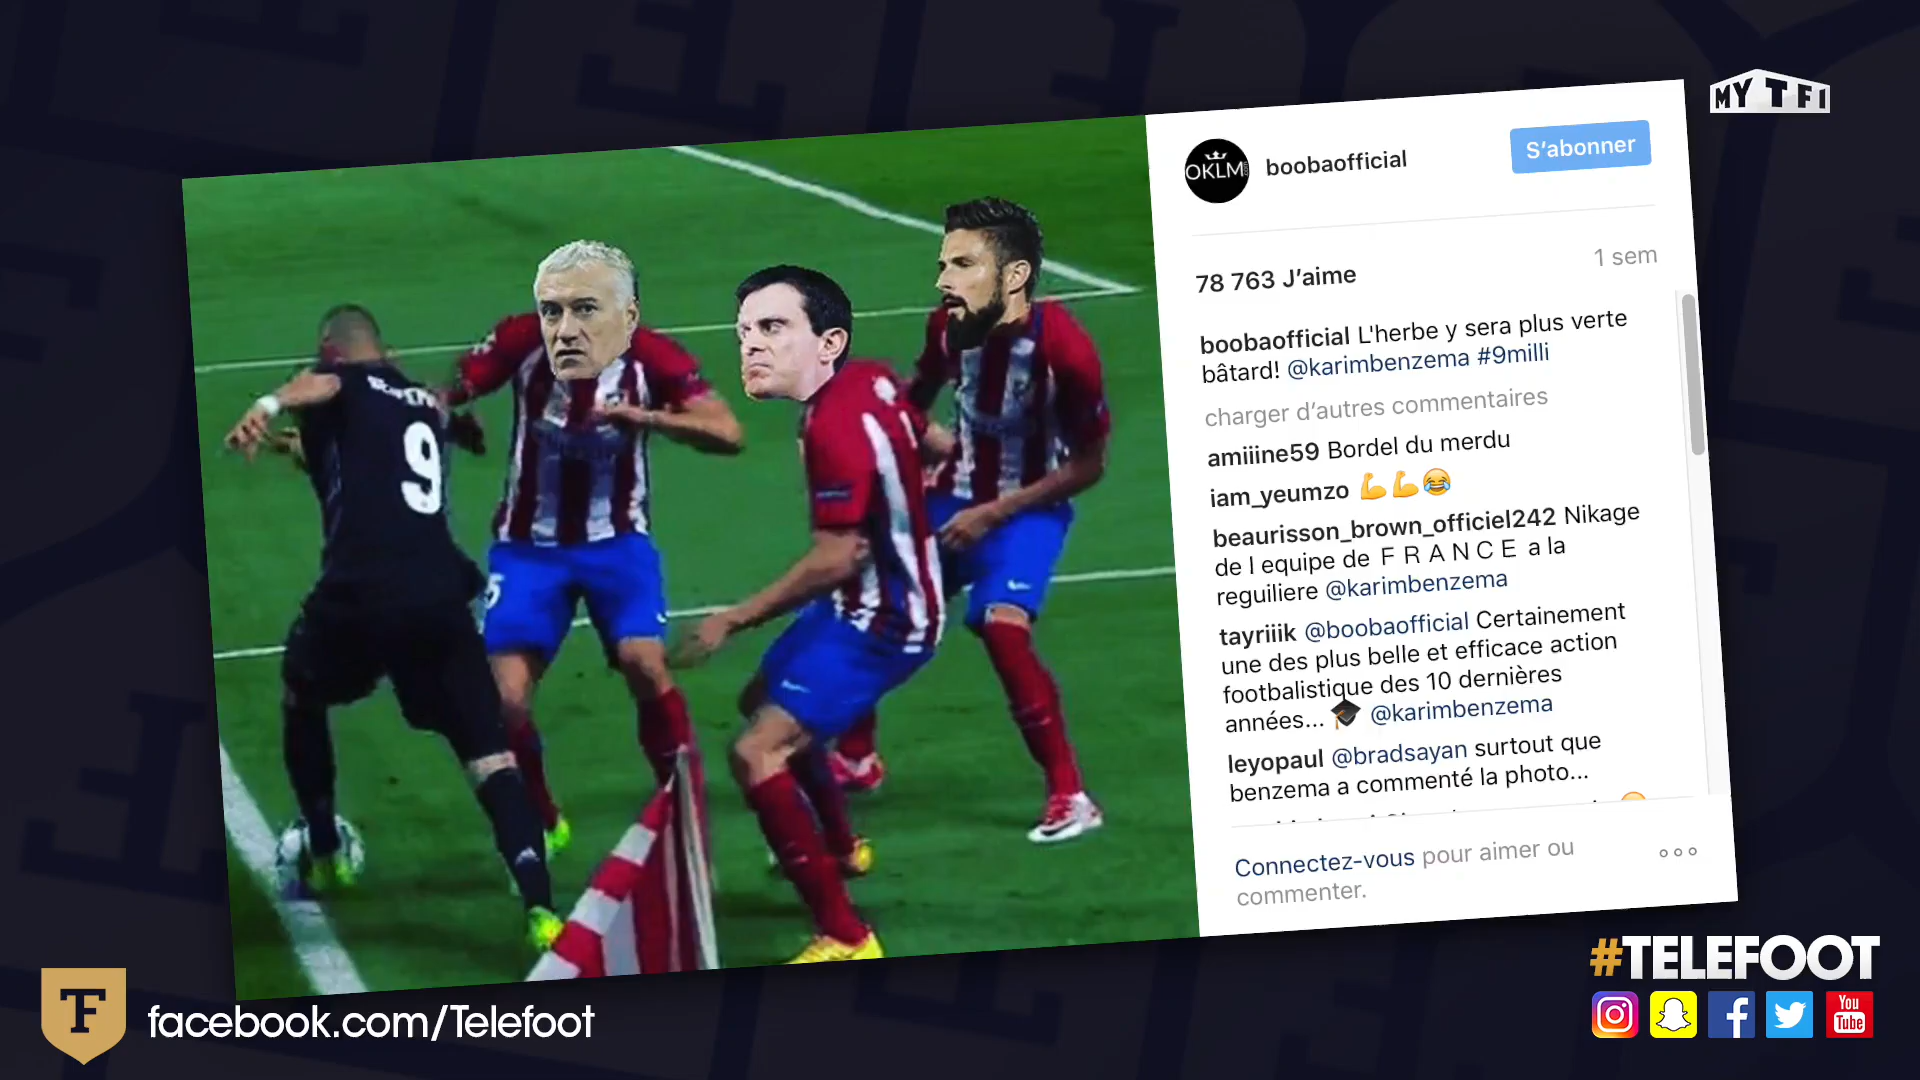 MY TF1
OKLM
boobaofficial
S'abonner
78 763 J'aime
1 sem
boobaofficial L'herbe y sera plus verte
bâtard! @karimbenzema #9milli
charger d'autres commentaires
amiiine59 Bordel du merdu
iam_yeumzo 💪💪😂
beaurisson_brown_officiel242 Nikage
de l equipe de F R A N C E a la
reguiliere @karimbenzema
tayriiik @boobaofficial Certainement
une des plus belle et efficace action
footbalistique des 10 dernières
années... 🎓 @karimbenzema
leyopaul @bradsayan surtout que
benzema a commenté la photo...
Connectez-vous pour aimer ou
commenter.
9
5
#TELEFOOT
You
Tube
TF
facebook.com/Telefoot